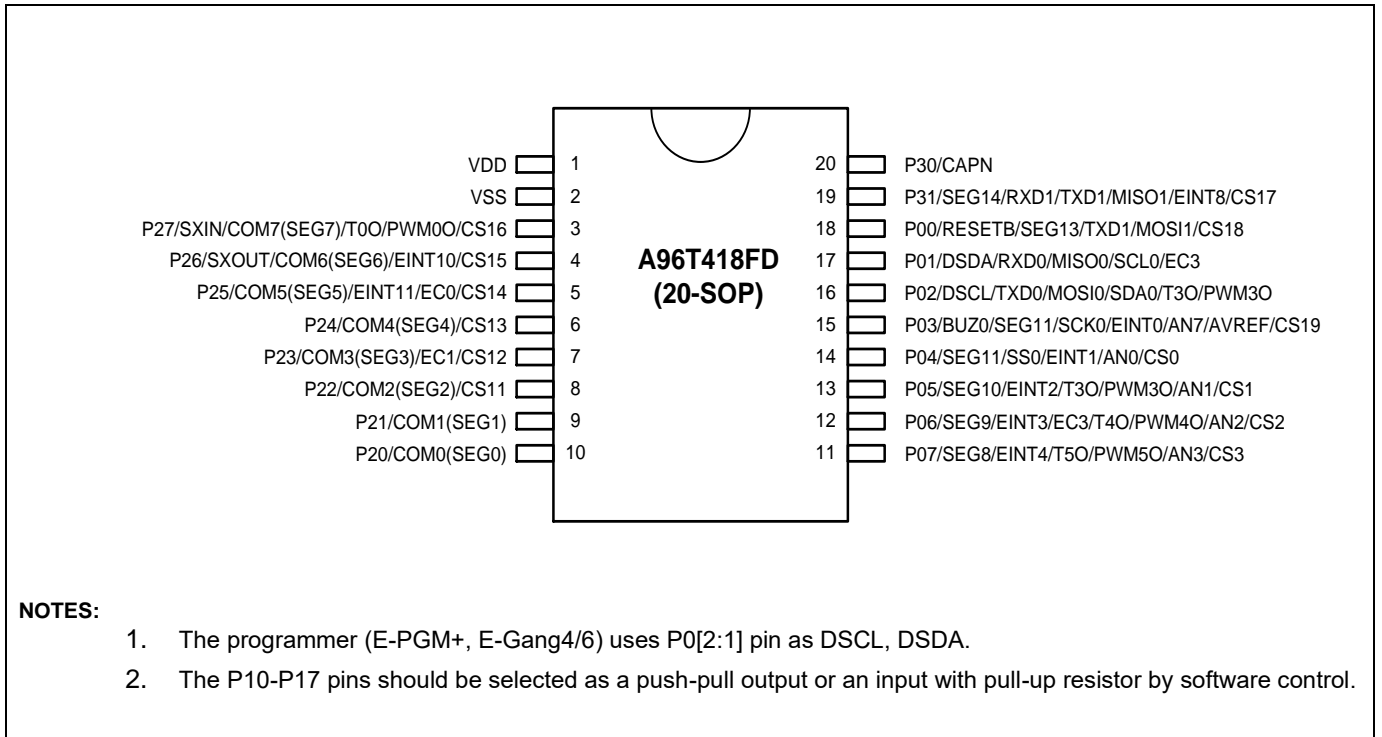 VDD 1 20 P30/CAPN
VSS 2 19 P31/SEG14/RXD1/TXD1/MISO1/EINT8/CS17
P27/SXIN/COM7(SEG7)/T0O/PWM0O/CS16 3 18 P00/RESETB/SEG13/TXD1/MOSI1/CS18
P26/SXOUT/COM6(SEG6)/EINT10/CS15 4 A96T418FD 17 P01/DSDA/RXD0/MISO0/SCL0/EC3
P25/COM5(SEG5)/EINT11/EC0/CS14 5 (20-SOP) 16 P02/DSCL/TXD0/MOSI0/SDA0/T3O/PWM3O
P24/COM4(SEG4)/CS13 6 15 P03/BUZ0/SEG11/SCK0/EINT0/AN7/AVREF/CS19
P23/COM3(SEG3)/EC1/CS12 7 14 P04/SEG11/SS0/EINT1/AN0/CS0
P22/COM2(SEG2)/CS11 8 13 P05/SEG10/EINT2/T3O/PWM3O/AN1/CS1
P21/COM1(SEG1) 9 12 P06/SEG9/EINT3/EC3/T4O/PWM4O/AN2/CS2
P20/COM0(SEG0) 10 11 P07/SEG8/EINT4/T5O/PWM5O/AN3/CS3
NOTES:
1. The programmer (E-PGM+, E-Gang4/6) uses P0[2:1] pin as DSCL, DSDA.
2. The P10-P17 pins should be selected as a push-pull output or an input with pull-up resistor by software control.